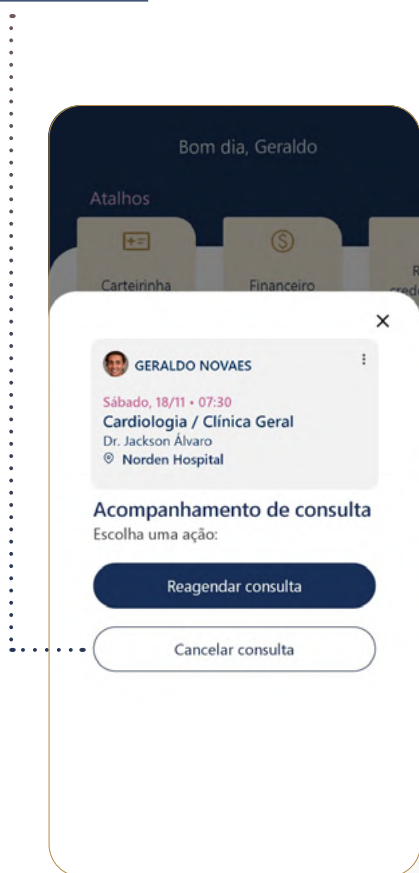 Bom dia, Geraldo
Atalhos
Carteirinha
Financeiro
GERALDO NOVAES
Sábado, 18/11 • 07:30
Cardiologia / Clínica Geral
Dr. Jackson Álvaro
Norden Hospital
Acompanhamento de consulta
Escolha uma ação:
Reagendar consulta
Cancelar consulta